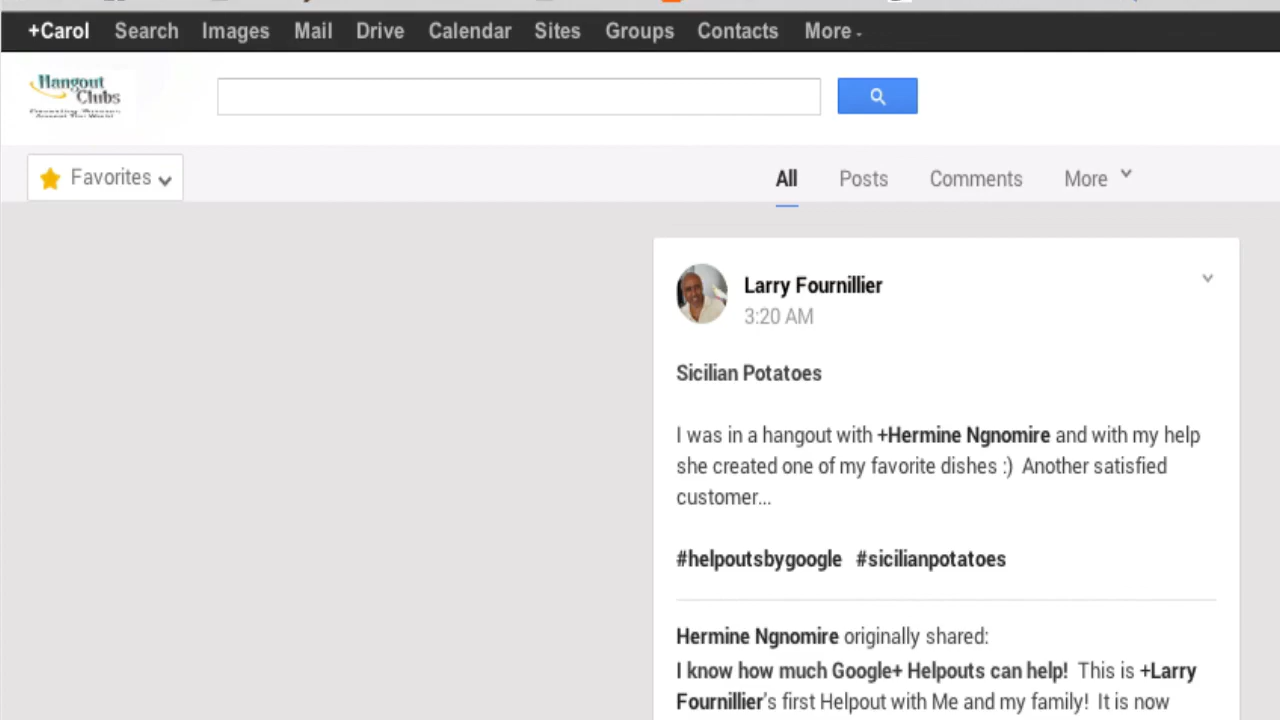 +Carol Search Images Mail Drive Calendar Sites Groups Contacts More
Hangout
Clubs
Around The World
Favorites
All Posts Comments More
Larry Fournillier
3:20 AM
Sicilian Potatoes
I was in a hangout with +Hermine Ngnomire and with my help
she created one of my favorite dishes :) Another satisfied
customer...
#helpoutsbygoogle #sicilianpotatoes
Hermine Ngnomire originally shared:
I know how much Google+ Helpouts can help! This is +Larry
Fournillier's first Helpout with Me and my family! It is now